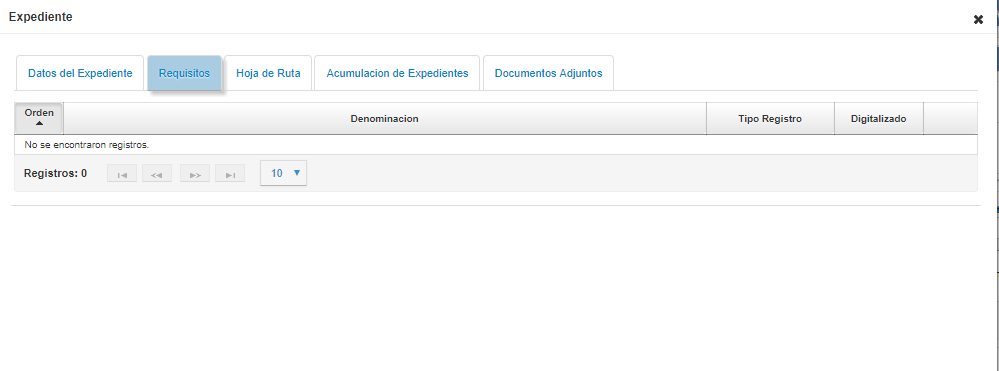 Expediente
Datos del Expediente Requisitos Hoja de Ruta Acumulacion de Expedientes Documentos Adjuntos
Orden Denominacion Tipo Registro Digitalizado
No se encontraron registros.
Registros: 0 10